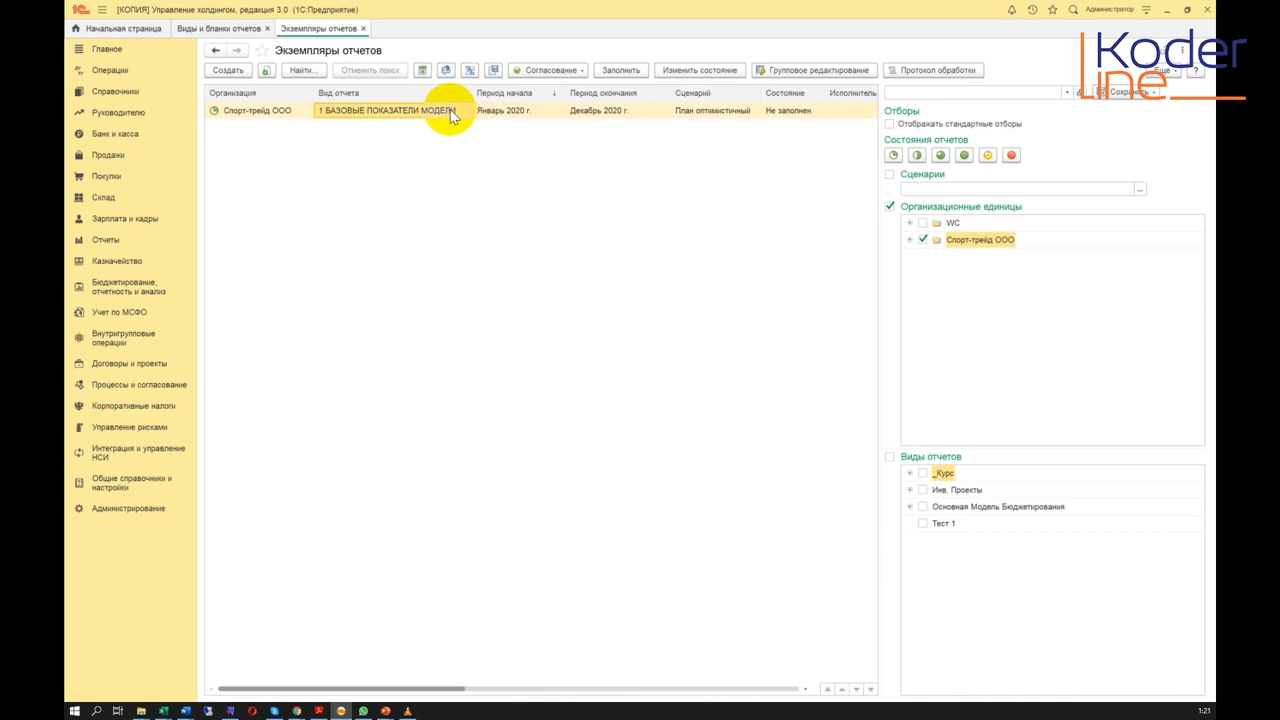 [КОПИЯ] Управление холдингом, редакция 3.0 (1С:Предприятие)
Администратор
Начальная страница
Виды и бланки отчетов ×
Экземпляры отчетов ×
Главное
Операции
Справочники
Руководителю
Банк и касса
Продажи
Покупки
Склад
Зарплата и кадры
Отчеты
Казначейство
Бюджетирование,
отчетность и анализ
Учет по МСФО
Внутригрупповые
операции
Договоры и проекты
Процессы и согласование
Корпоративные налоги
Управление рисками
Интеграция и управление
НСИ
Общие справочники и
настройки
Администрирование
Экземпляры отчетов
Создать
Найти...
Отменить поиск
Согласование
Заполнить
Изменить состояние
Групповое редактирование
Протокол обработки
Еще
?
Организация
Вид отчета
Период начала ↓
Период окончания
Сценарий
Состояние
Исполнитель
Спорт-трейд ООО
1 БАЗОВЫЕ ПОКАЗАТЕЛИ МОДЕЛИ
Январь 2020 г.
Декабрь 2020 г.
План оптимистичный
Не заполнен
Koder
Line
Сохранить
Отборы
Отображать стандартные отборы
Состояния отчетов
Сценарии
...
Организационные единицы
WC
Спорт-трейд ООО
Виды отчетов
_Курс
Инв. Проекты
Основная Модель Бюджетирования
Тест 1
1:21